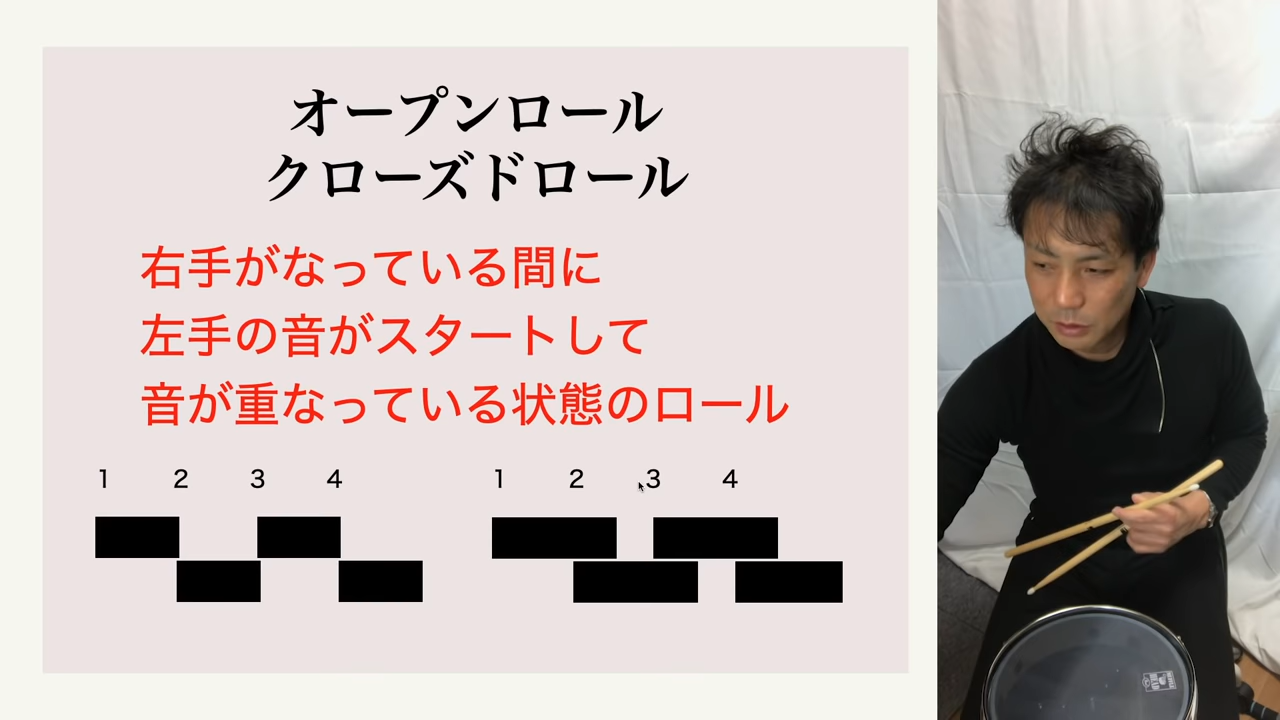 オープンロール
クローズドロール
右手がなっている間に
左手の音がスタートして
音が重なっている状態のロール
1 2 3 4 1 2 3 4